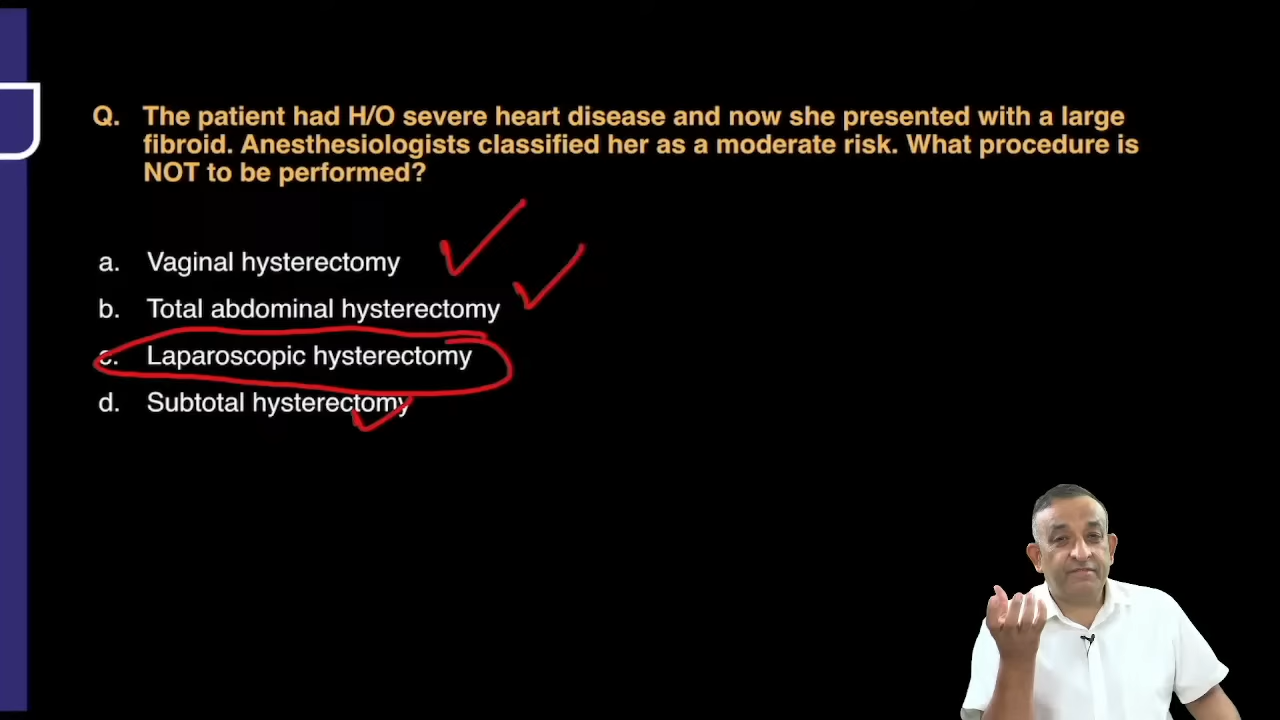 Q. The patient had H/O severe heart disease and now she presented with a large
fibroid. Anesthesiologists classified her as a moderate risk. What procedure is
NOT to be performed?
a. Vaginal hysterectomy
b. Total abdominal hysterectomy
c. Laparoscopic hysterectomy
d. Subtotal hysterectomy